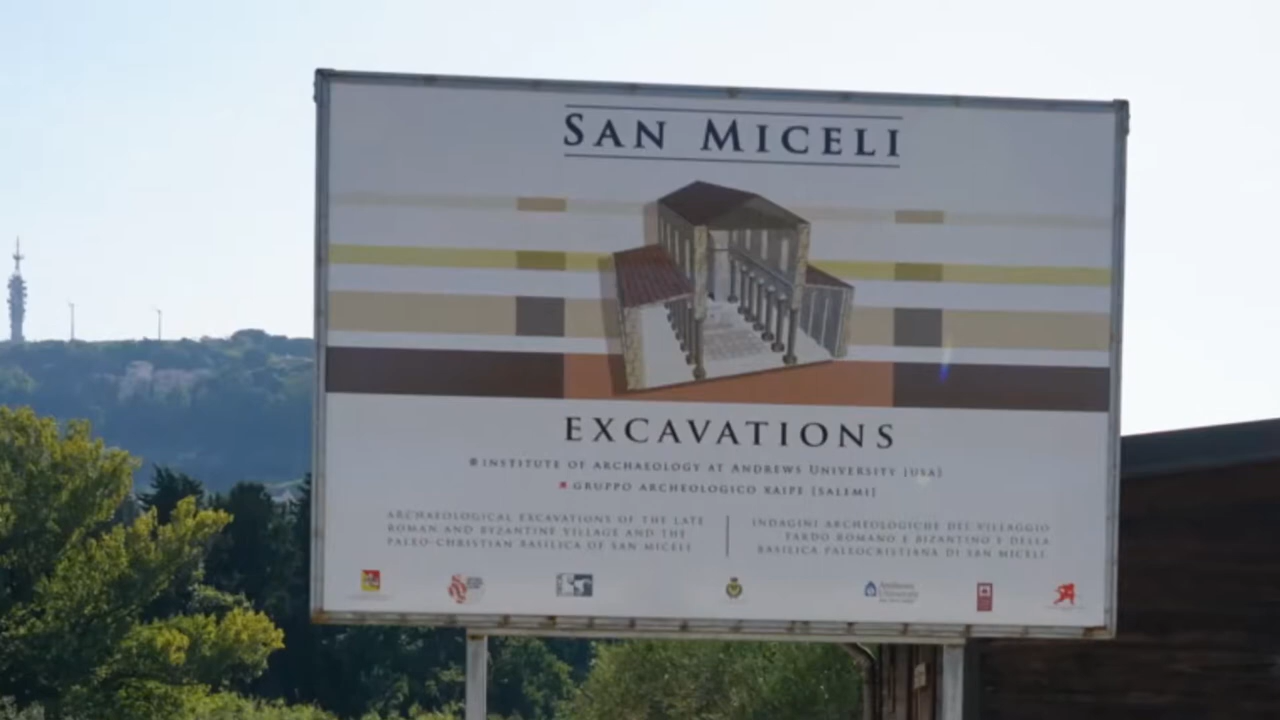 SAN MICELI
EXCAVATIONS
INSTITUTE OF ARCHAEOLOGY AT ANDREWS UNIVERSITY [USA]
GRUPPO ARCHEOLOGICO XAIPE [SALEMI]
ARCHAEOLOGICAL EXCAVATIONS OF THE LATE
ROMAN AND BYZANTINE VILLAGE AND THE
PALEO-CHRISTIAN BASILICA OF SAN MICELI
INDAGINI ARCHEOLOGICHE DEL VILLAGGIO
TARDO ROMANO E BIZANTINO E DELLA
BASILICA PALEOCRISTIANA DI SAN MICELI
Andrews
University